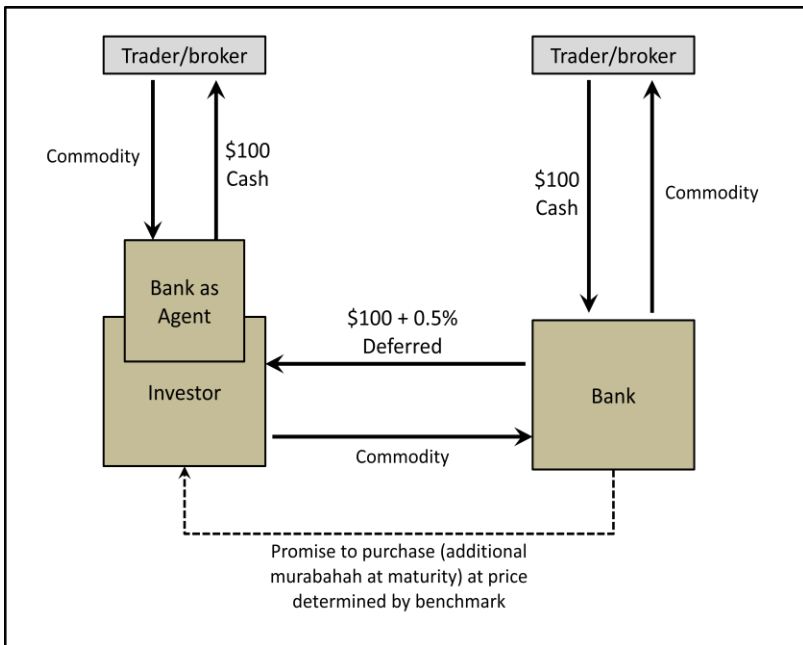 Trader/broker
Trader/broker
Commodity
$100
Cash
$100
Cash
Commodity
Bank as
Agent
$100 + 0.5%
Deferred
Investor
Bank
Commodity
Promise to purchase (additional
murabahah at maturity) at price
determined by benchmark